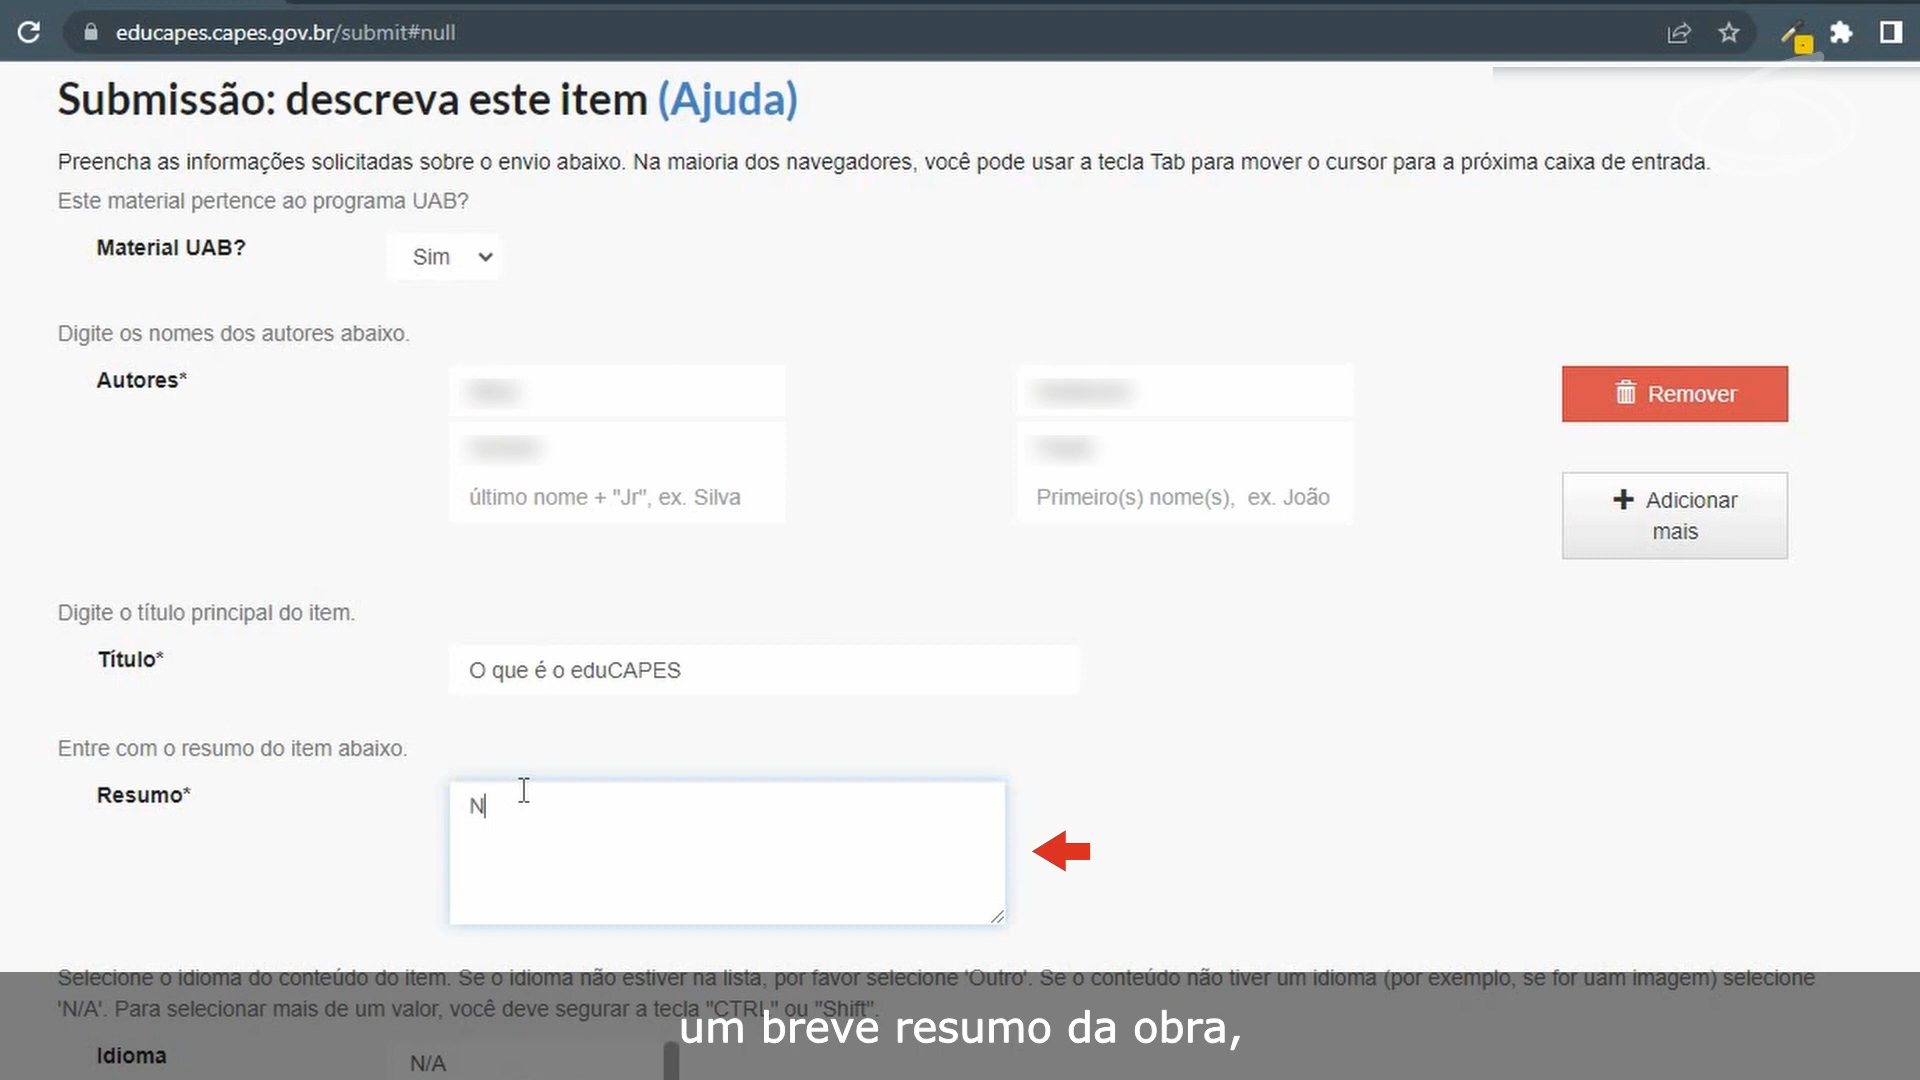 educapes.capes.gov.br/submit#null
Submissão: descreva este item (Ajuda)
Preencha as informações solicitadas sobre o envio abaixo. Na maioria dos navegadores, você pode usar a tecla Tab para mover o cursor para a próxima caixa de entrada.
Este material pertence ao programa UAB?
Material UAB? Sim
Digite os nomes dos autores abaixo.
Autores*
Remover
último nome + "Jr", ex. Silva Primeiro(s) nome(s), ex. João
Adicionar
mais
Digite o título principal do item.
Título* O que é o eduCAPES
Entre com o resumo do item abaixo.
Resumo* N
Selecione o idioma do conteúdo do item. Se o idioma não estiver na lista, por favor selecione 'Outro'. Se o conteúdo não tiver um idioma (por exemplo, se for uam imagem) selecione
'N/A'. Para selecionar mais de um valor, você deve segurar a tecla "CTRL" ou "Shift".
um breve resumo da obra,
Idioma N/A